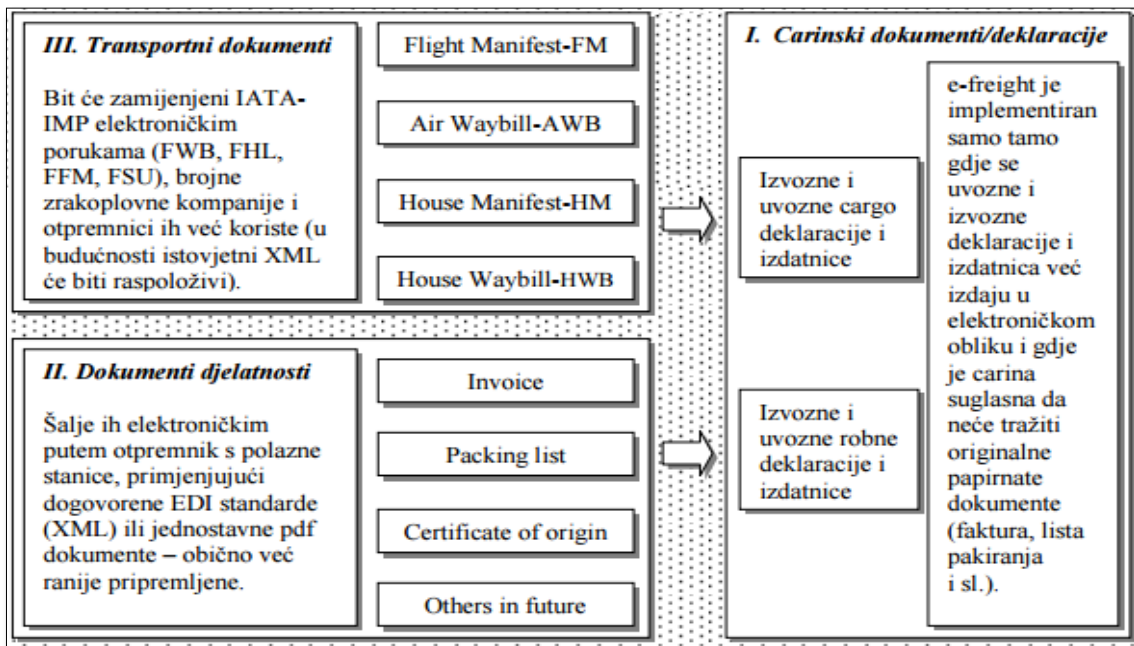 III. Transportni dokumenti
Bit će zamijenjeni IATA-
IMP elektroničkim
porukama (FWB, FHL,
FFM, FSU), brojne
zrakoplovne kompanije i
otpremnici ih već koriste (u
budućnosti istovjetni XML
će biti raspoloživi).
Flight Manifest-FM
Air Waybill-AWB
House Manifest-HM
House Waybill-HWB
II. Dokumenti djelatnosti
Šalje ih elektroničkim
putem otpremnik s polazne
stanice, primjenjujući
dogovorene EDI standarde
(XML) ili jednostavne pdf
dokumente – obično već
ranije pripremljene.
Invoice
Packing list
Certificate of origin
Others in future
I. Carinski dokumenti/deklaracije
Izvozne i
uvozne cargo
deklaracije i
izdatnice
Izvozne i
uvozne robne
deklaracije i
izdatnice
e-freight je
implementiran
samo tamo
gdje se
uvozne i
izvozne
deklaracije i
izdatnica već
izdaju u
elektroničkom
obliku i gdje
je carina
suglasna da
neće tražiti
originalne
papirnate
dokumente
(faktura, lista
pakiranja
i sl.).